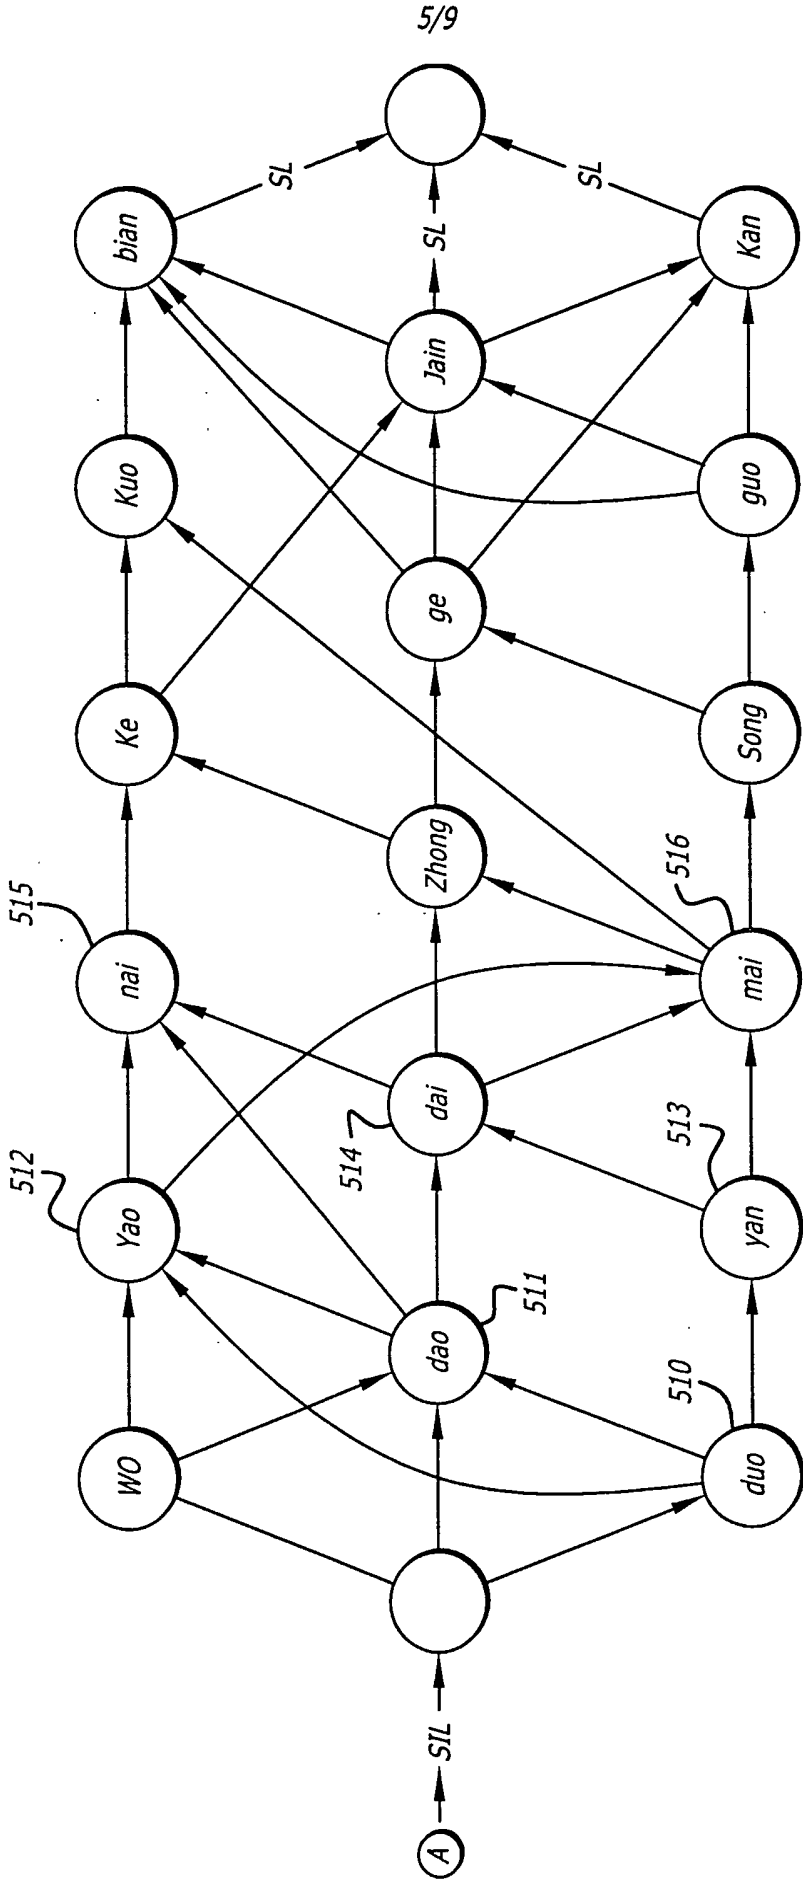 5/9
A
SIL
WO
Yao
512
nai
515
Ke
Kuo
bian
SL
dao
511
dai
514
Zhong
ge
Jain
SL
duo
510
yan
513
mai
516
Song
guo
Kan
SL